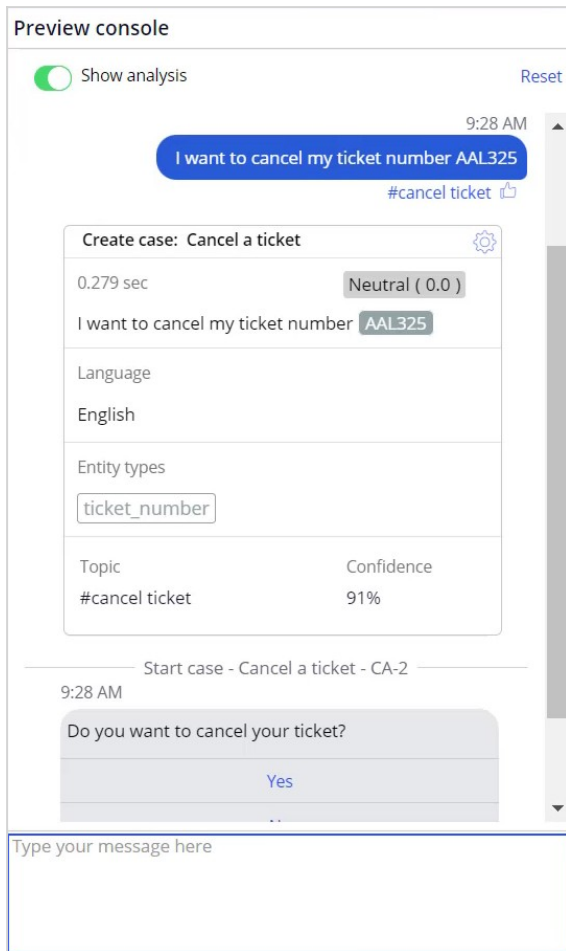 Preview console
Show analysis
Reset
9:28 AM
I want to cancel my ticket number AAL325
#cancel ticket
Create case: Cancel a ticket
0.279 sec
Neutral ( 0.0 )
I want to cancel my ticket number AAL325
Language
English
Entity types
ticket_number
Topic
Confidence
#cancel ticket
91%
Start case - Cancel a ticket - CA-2
9:28 AM
Do you want to cancel your ticket?
Yes
Type your message here